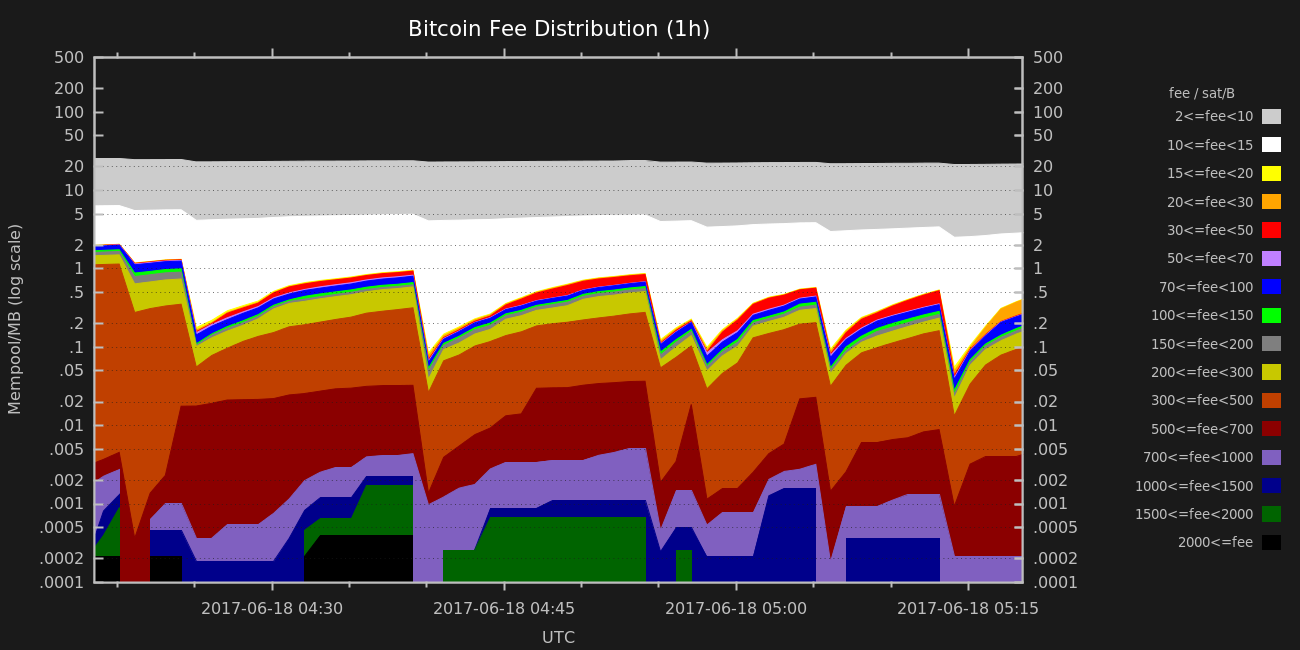 Bitcoin Fee Distribution (1h)
500 500
200 200
100 100
50 50
20 20
10 10
5 5
2 2
1 1
.5 .5
.2 .2
.1 .1
.05 .05
.02 .02
.01 .01
.005 .005
.002 .002
.001 .001
.0005 .0005
.0002 .0002
.0001 .0001
Mempool/MB (log scale)
2017-06-18 04:30 2017-06-18 04:45 2017-06-18 05:00 2017-06-18 05:15
UTC
fee / sat/B
2<=fee<10
10<=fee<15
15<=fee<20
20<=fee<30
30<=fee<50
50<=fee<70
70<=fee<100
100<=fee<150
150<=fee<200
200<=fee<300
300<=fee<500
500<=fee<700
700<=fee<1000
1000<=fee<1500
1500<=fee<2000
2000<=fee